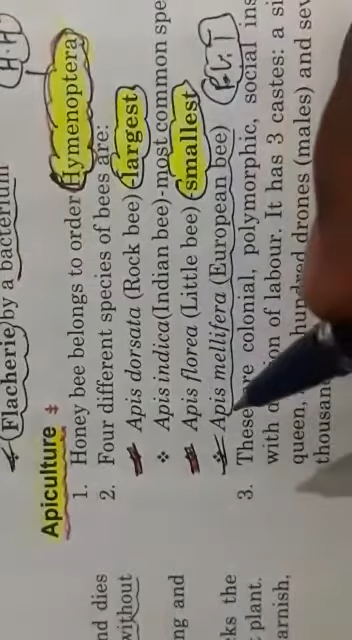 H.H
Flacherie by a bacterium
Apiculture
1. Honey bee belongs to order Hymenoptera
2. Four different species of bees are:
Apis dorsata (Rock bee) -largest
❖ Apis indica(Indian bee)-most common spe
Apis florea (Little bee) -smallest
Apis mellifera (European bee)
3. These are colonial, polymorphic, social ins
of labour. It has 3 castes: a si
queen, hundred drones (males) and sev
thousan
nd dies
without
ng and
ks the
plant.
arnish,